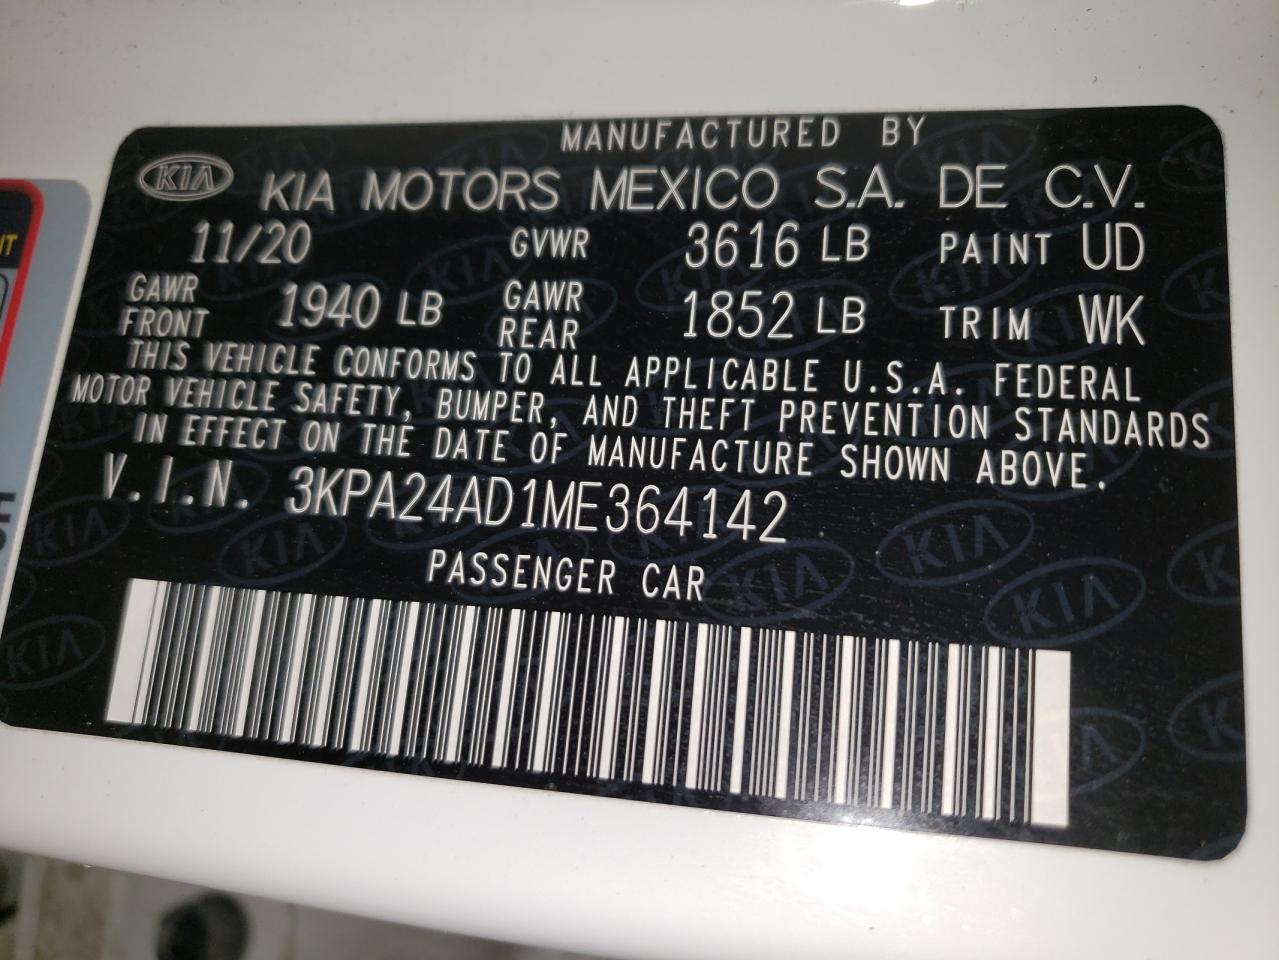 MANUFACTURED BY
KIA KIA MOTORS MEXICO S.A. DE C.V.
11/20 GVWR 3616 LB PAINT UD
GAWR FRONT 1940 LB GAWR REAR 1852 LB TRIM WK
THIS VEHICLE CONFORMS TO ALL APPLICABLE U.S.A. FEDERAL
MOTOR VEHICLE SAFETY, BUMPER, AND THEFT PREVENTION STANDARDS
IN EFFECT ON THE DATE OF MANUFACTURE SHOWN ABOVE.
V.I.N. 3KPA24AD1ME364142
PASSENGER CAR